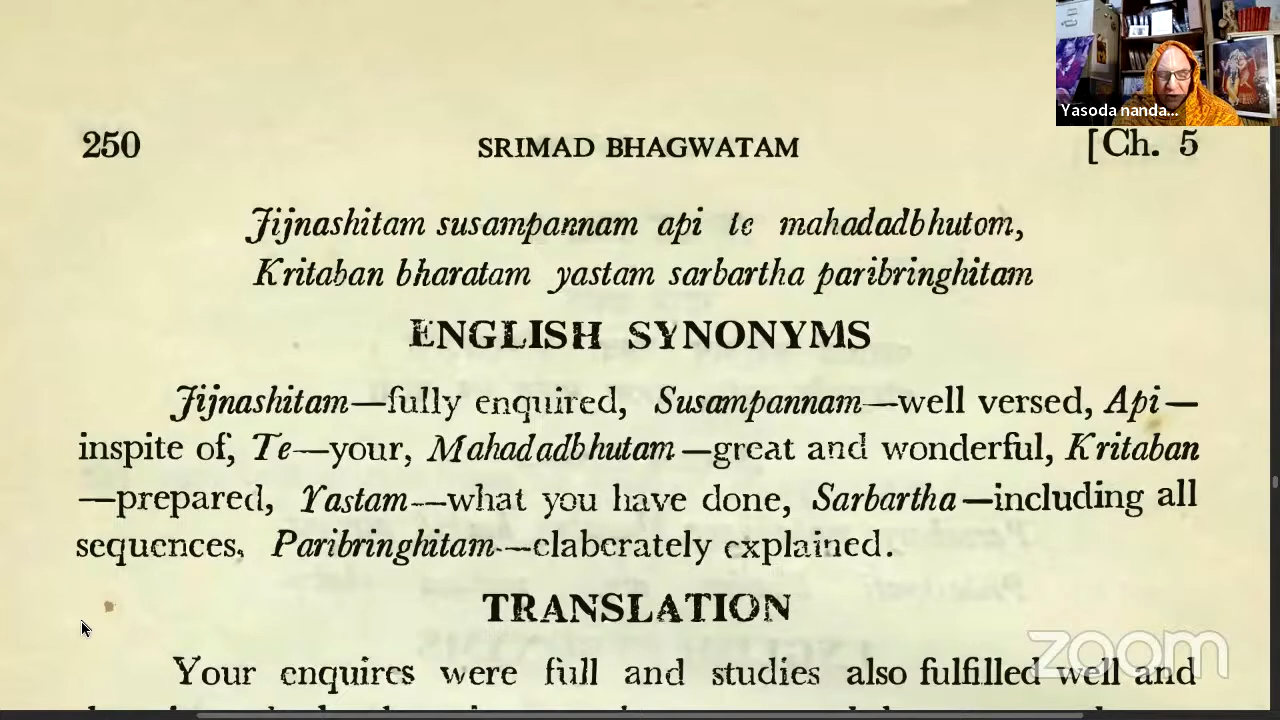 Yasoda nanda...
250 SRIMAD BHAGWATAM [Ch. 5
Jijnashitam susampannam api te mahadadbhutom,
Kritaban bharatam yastam sarbartha paribringhitam
ENGLISH SYNONYMS
Jijnashitam—fully enquired, Susampannam—well versed, Api—
inspite of, Te—your, Mahadadbhutam—great and wonderful, Kritaban
—prepared, Yastam—what you have done, Sarbartha—including all
sequences, Paribringhitam—elaborately explained.
TRANSLATION
Your enquires were full and studies also fulfilled well and
zoom